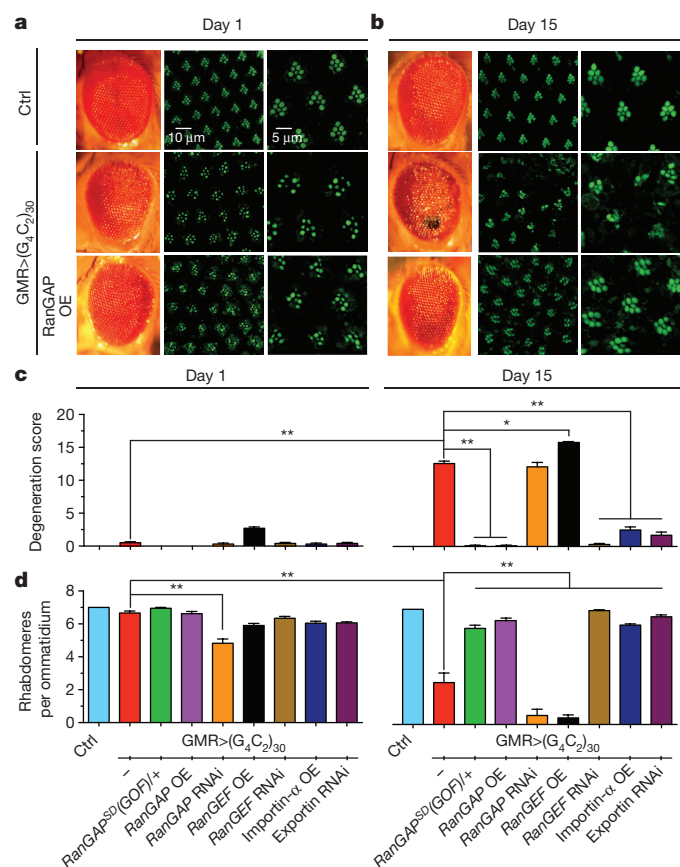 a Day 1
b Day 15
Ctrl
10 μm
5 μm
GMR>(G4C2)30
RanGAP
OE
c Day 1 Day 15
Degeneration score
20
15
10
5
0
**
**
*
**
d
Rhabdomeres
per ommatidium
8
6
4
2
0
**
**
**
Ctrl
GMR>(G4C2)30
–
RanGAPSD(GOF)/+
RanGAP OE
RanGAP RNAi
RanGEF OE
RanGEF RNAi
Importin-α OE
Exportin RNAi
Ctrl
GMR>(G4C2)30
–
RanGAPSD(GOF)/+
RanGAP OE
RanGAP RNAi
RanGEF OE
RanGEF RNAi
Importin-α OE
Exportin RNAi